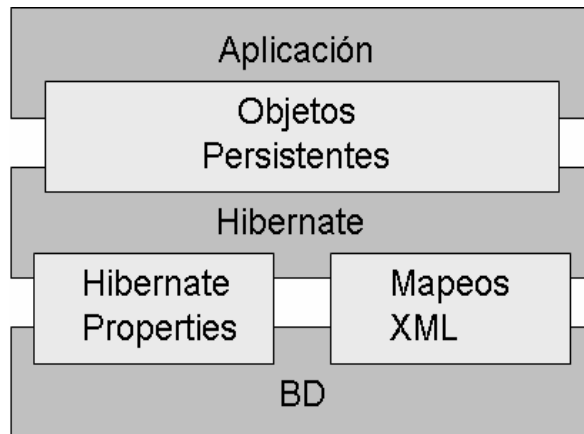 Aplicación
Objetos
Persistentes
Hibernate
Hibernate
Properties
Mapeos
XML
BD